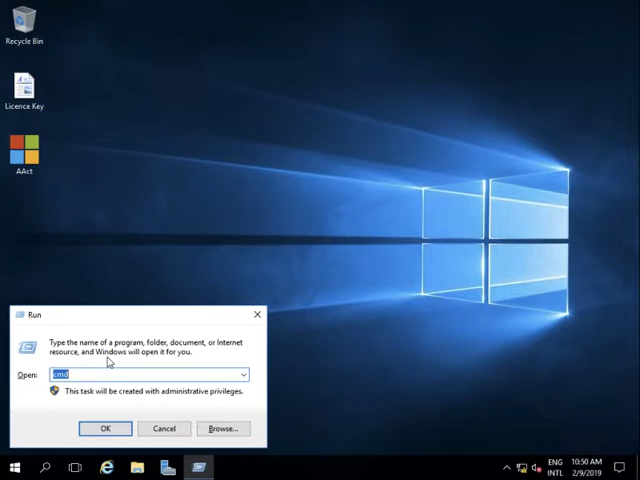 Recycle Bin
Licence Key
AAct
Run
Type the name of a program, folder, document, or Internet
resource, and Windows will open it for you.
Open:
cmd
This task will be created with administrative privileges.
OK
Cancel
Browse...
ENG
INTL
10:50 AM
2/9/2019